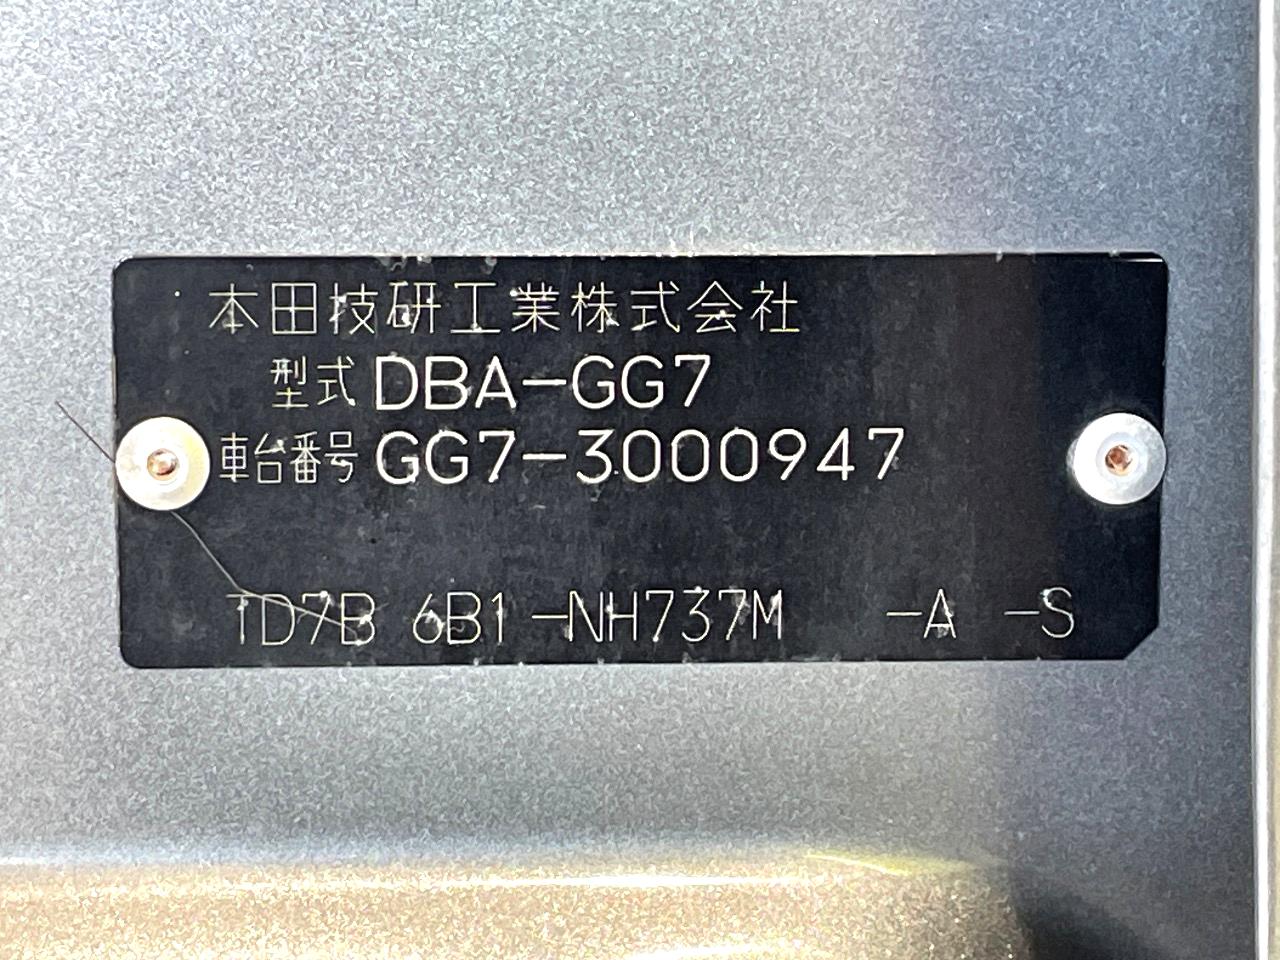 本田技研工業株式会社
型式 DBA-GG7
車台番号 GG7-3000947
TD7B 6B1 -NH737M -A -S